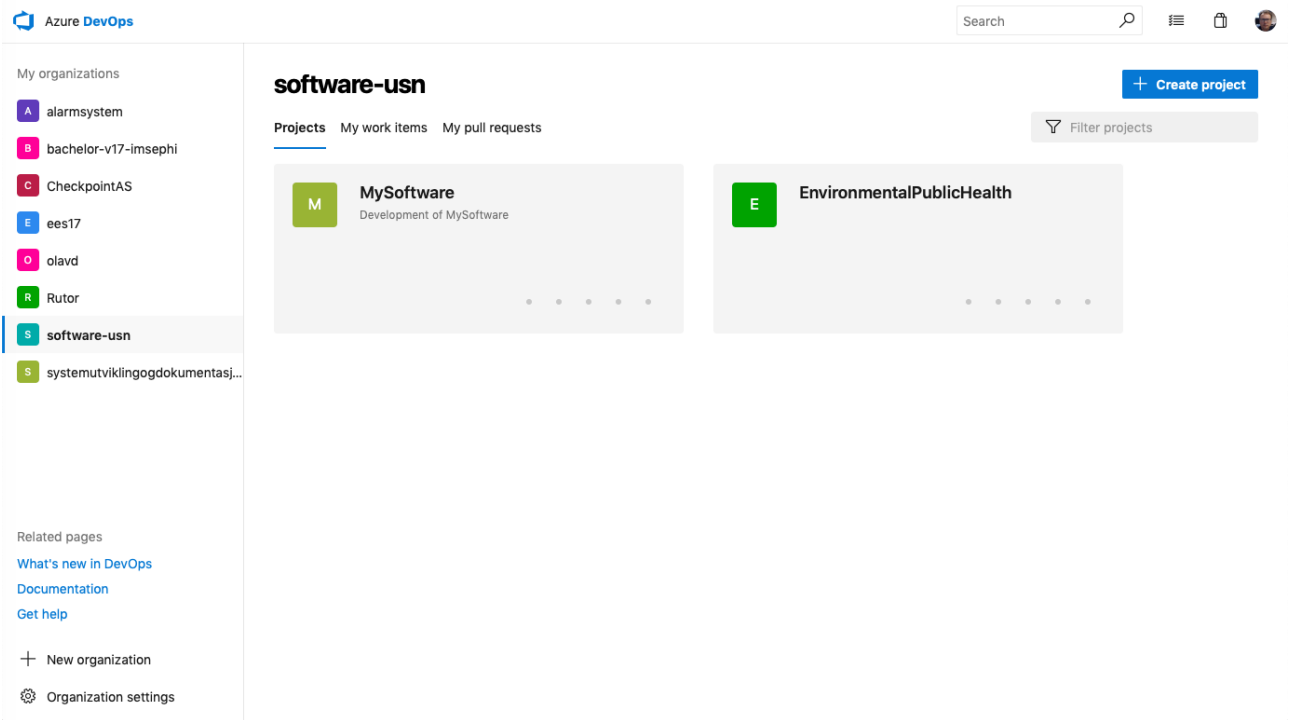 Azure DevOps
Search
My organizations
A alarmsystem
B bachelor-v17-imsephi
C CheckpointAS
E ees17
O olavd
R Rutor
S software-usn
S systemutviklingogdokumentasj...
Related pages
What's new in DevOps
Documentation
Get help
New organization
Organization settings
software-usn
Create project
Projects My work items My pull requests
Filter projects
M MySoftware
Development of MySoftware
E EnvironmentalPublicHealth